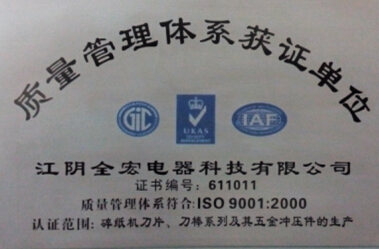 质量管理体系获证单位
GIC UKAS QUALITY MANAGEMENT IAF
江阴全宏电器科技有限公司
证书编号: 611011
质量管理体系符合:ISO 9001:2000
认证范围: 碎纸机刀片、刀棒系列及其五金冲压件的生产